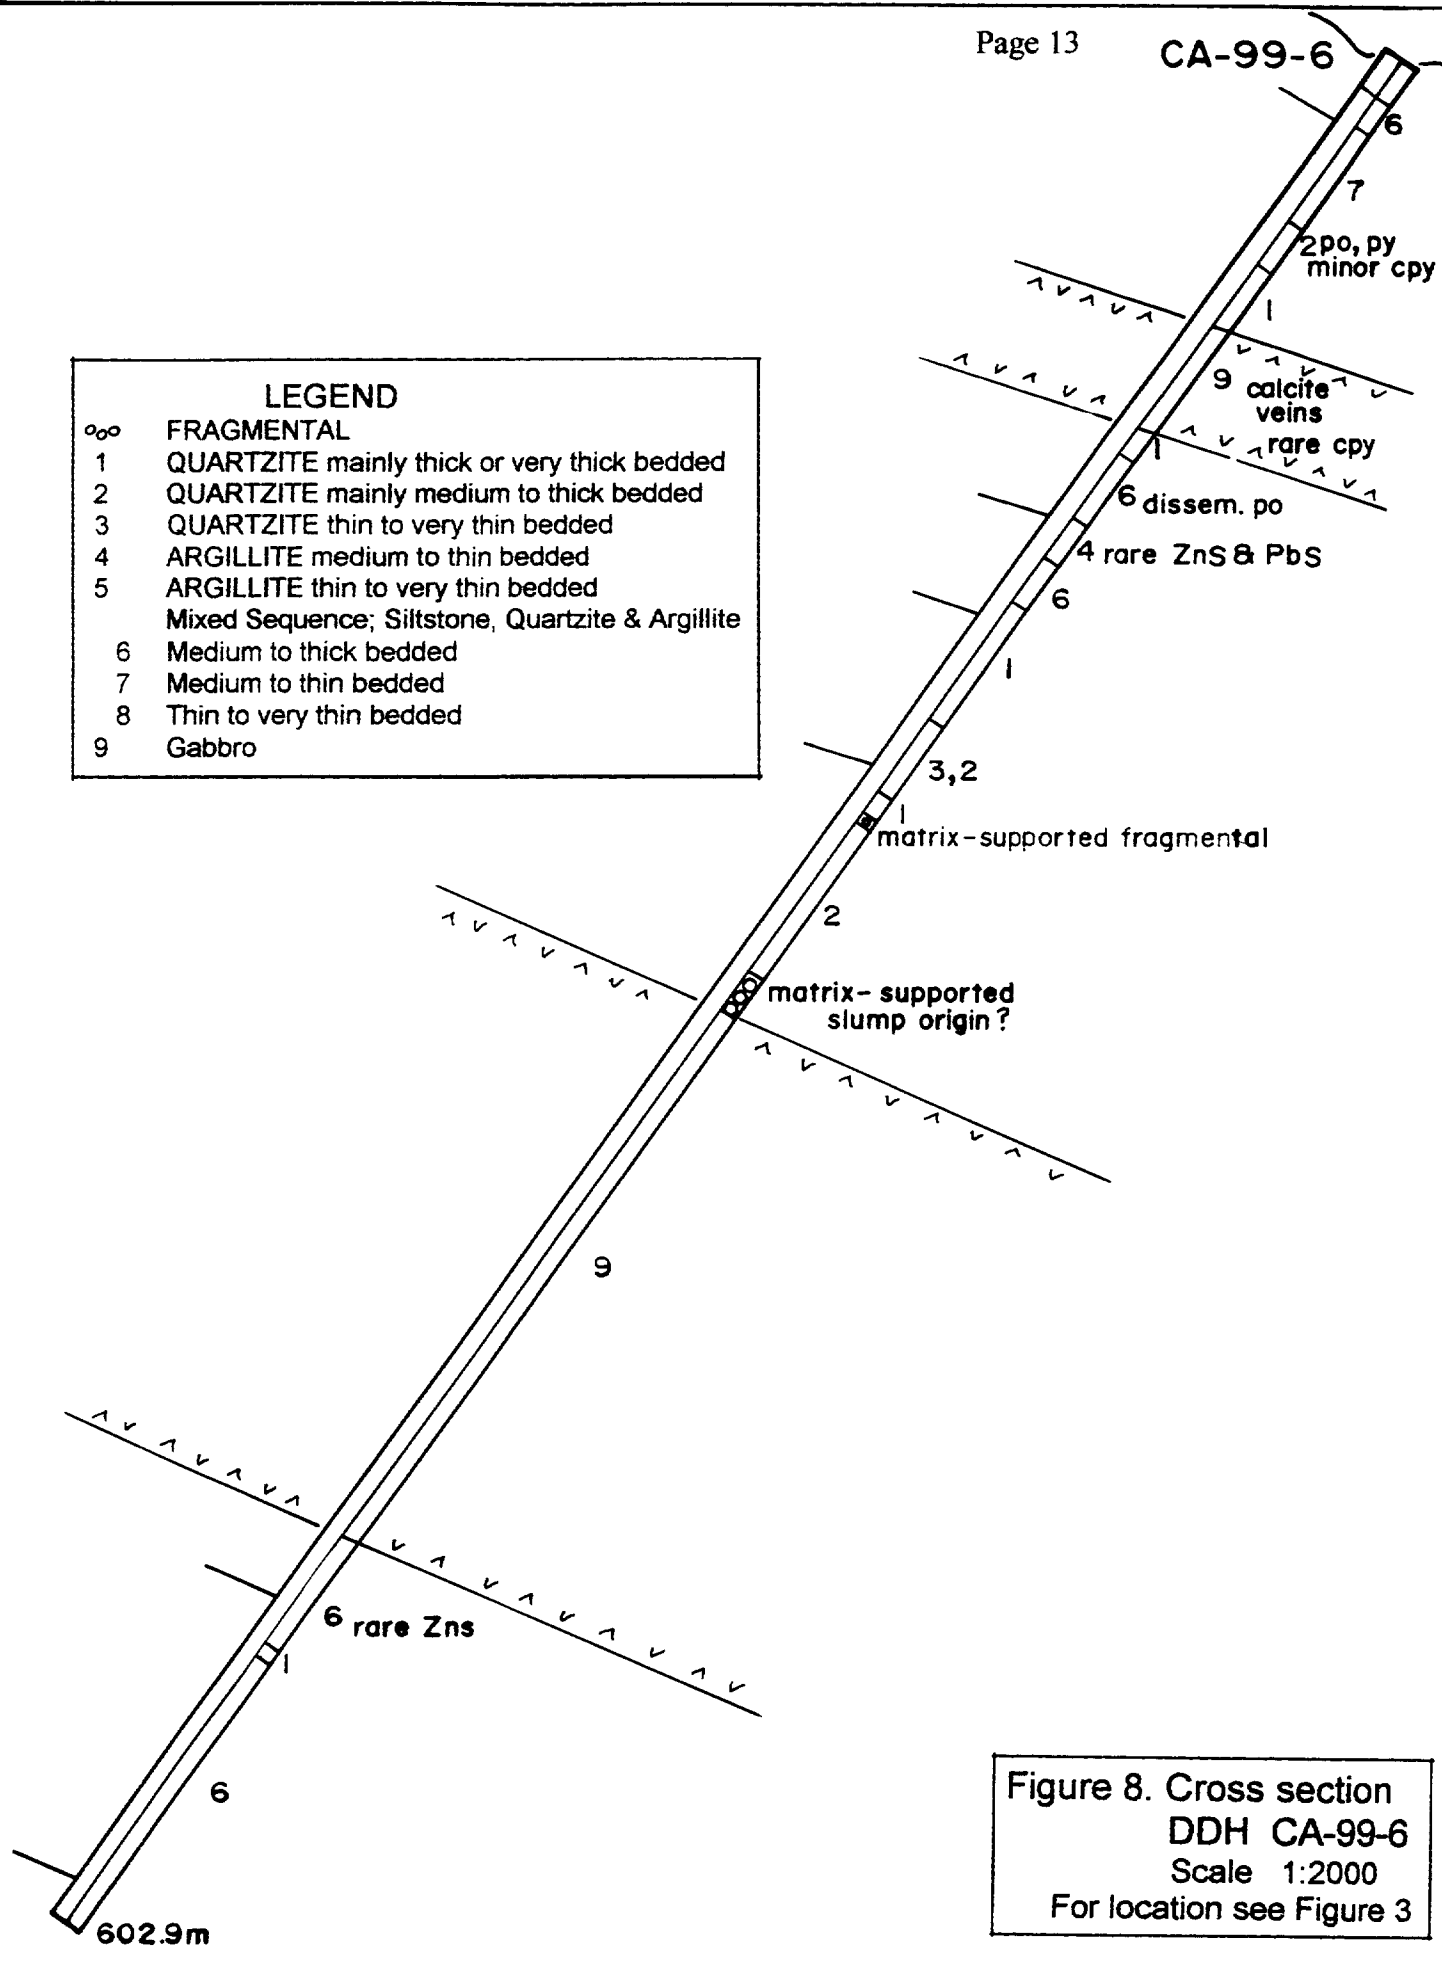 Page 13
CA-99-6
6
7
2 po, py
minor cpy
1
9 calcite
veins
rare cpy
1
6 dissem. po
4 rare ZnS & PbS
6
1
3,2
1
matrix-supported fragmental
2
matrix-supported
slump origin?
9
6 rare Zns
1
6
602.9m
LEGEND
FRAGMENTAL
1 QUARTZITE mainly thick or very thick bedded
2 QUARTZITE mainly medium to thick bedded
3 QUARTZITE thin to very thin bedded
4 ARGILLITE medium to thin bedded
5 ARGILLITE thin to very thin bedded
Mixed Sequence; Siltstone, Quartzite & Argillite
6 Medium to thick bedded
7 Medium to thin bedded
8 Thin to very thin bedded
9 Gabbro
Figure 8. Cross section
DDH CA-99-6
Scale 1:2000
For location see Figure 3